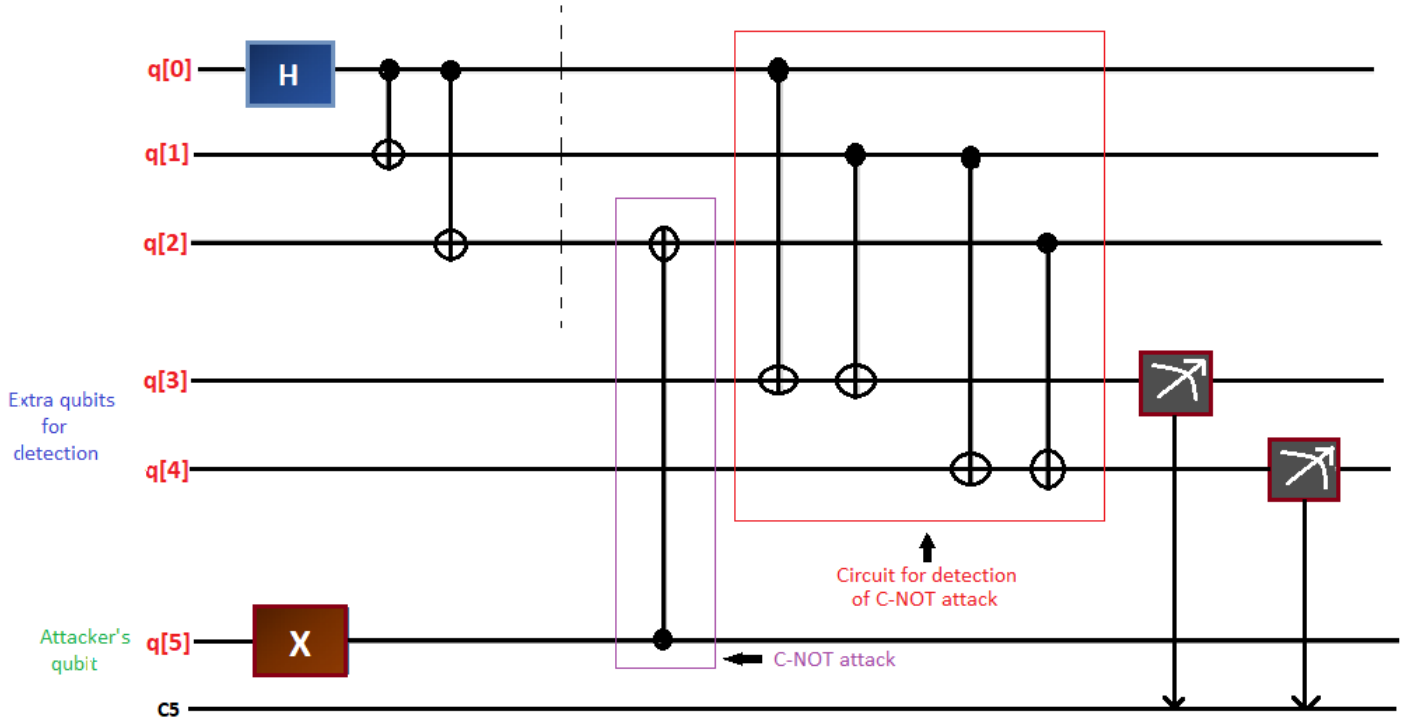 q[0]
H
q[1]
q[2]
q[3]
Extra qubits
for
detection
q[4]
Circuit for detection
of C-NOT attack
Attacker's
qubit
q[5]
X
C-NOT attack
C5